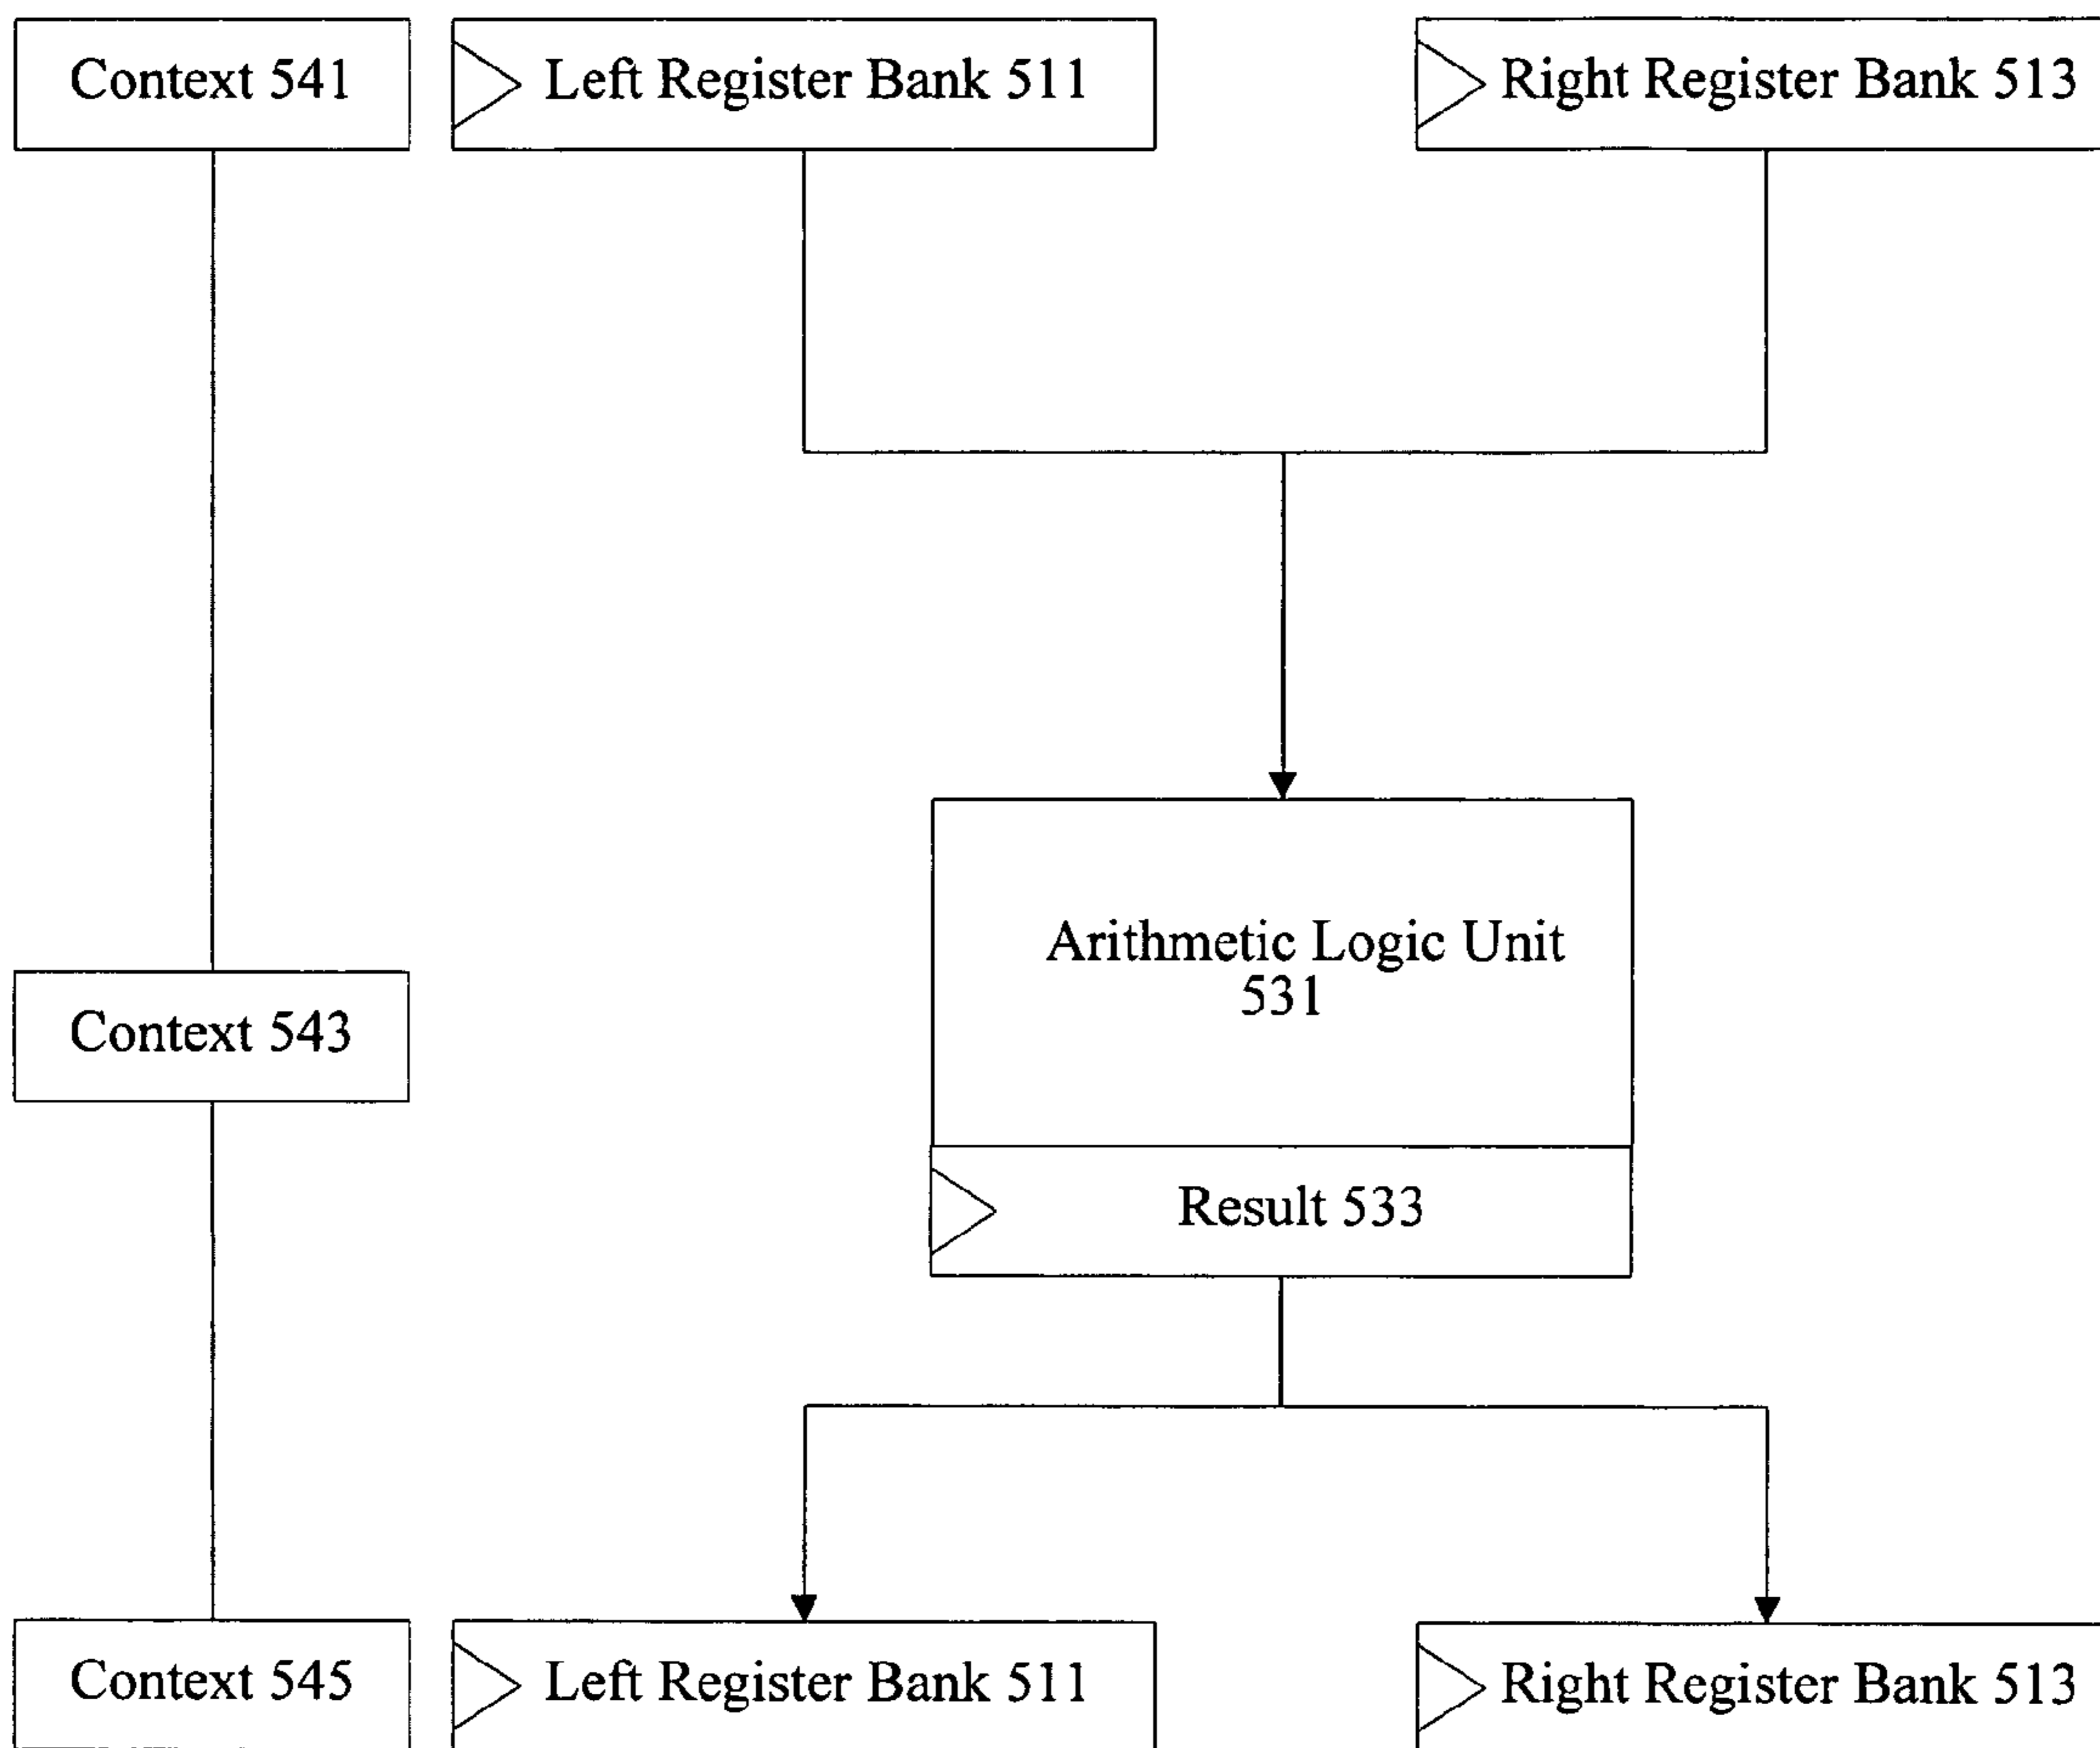 Context 541
Left Register Bank 511
Right Register Bank 513
Arithmetic Logic Unit
531
Context 543
Result 533
Context 545
Left Register Bank 511
Right Register Bank 513